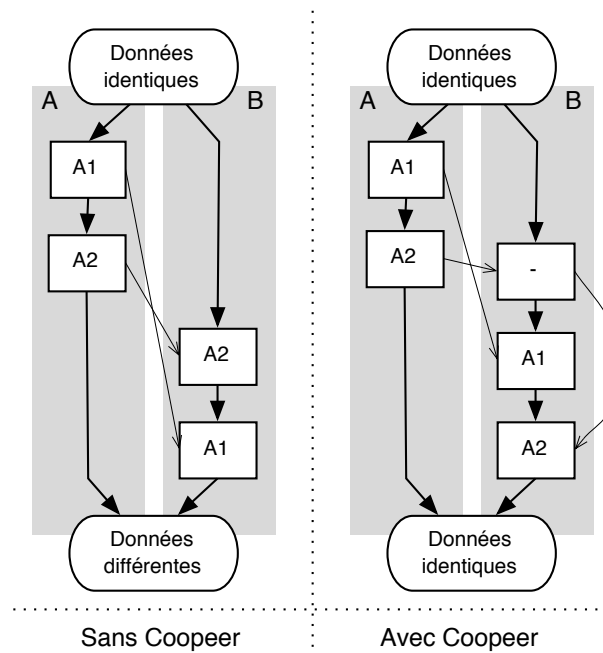 Données
identiques
A
B
A1
A2
A2
A1
Données
différentes
Sans Coopeer
Données
identiques
A
B
A1
A2
-
A1
A2
Données
identiques
Avec Coopeer